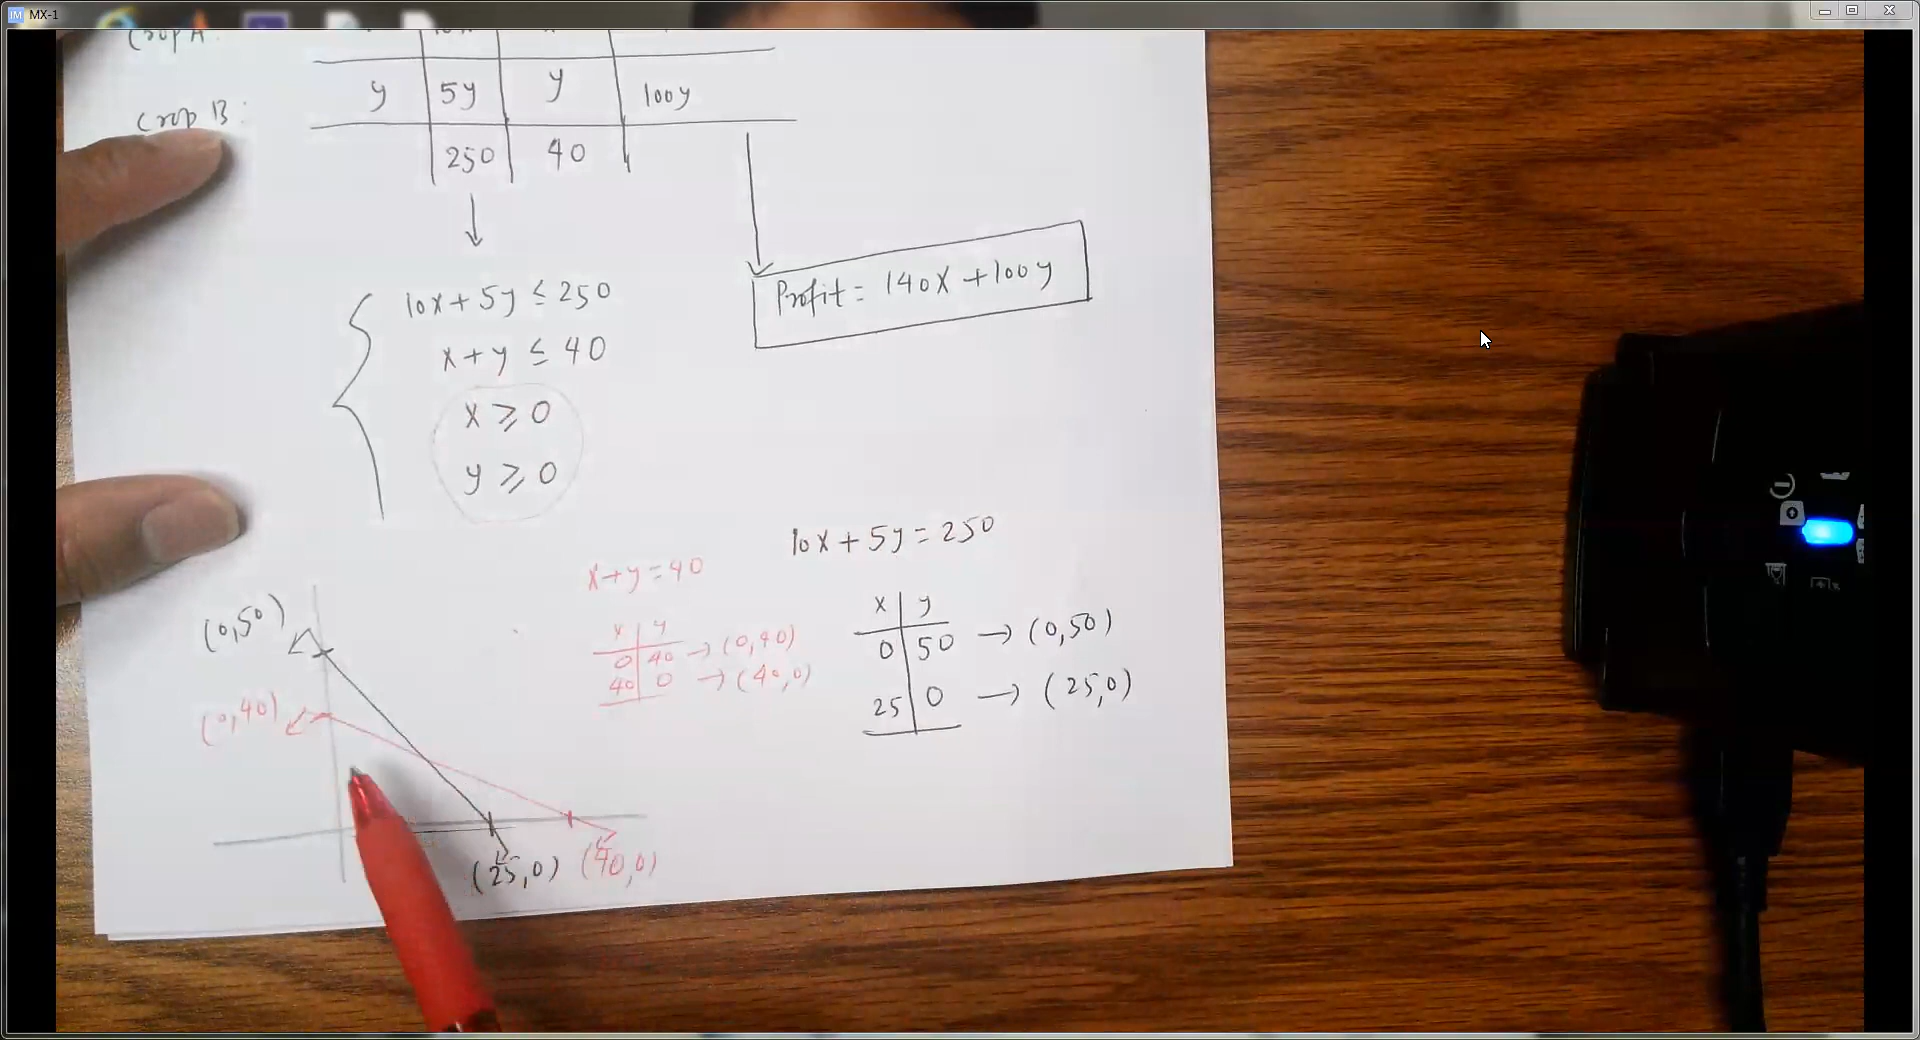 MX-1
Crop A:
y 5y y 100y
Crop B:
250 40
10x + 5y ≤ 250
x + y ≤ 40
x ≥ 0
y ≥ 0
Profit = 140x + 100y
x + y = 40
x y
0 40 → (0,40)
40 0 → (40,0)
10x + 5y = 250
x y
0 50 → (0,50)
25 0 → (25,0)
(0,50)
(0,40)
(25,0) (40,0)